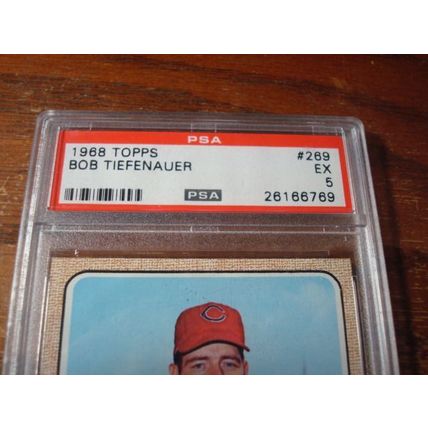 PSA
1968 TOPPS #269
BOB TIEFENAUER EX
5
PSA 26166769
C